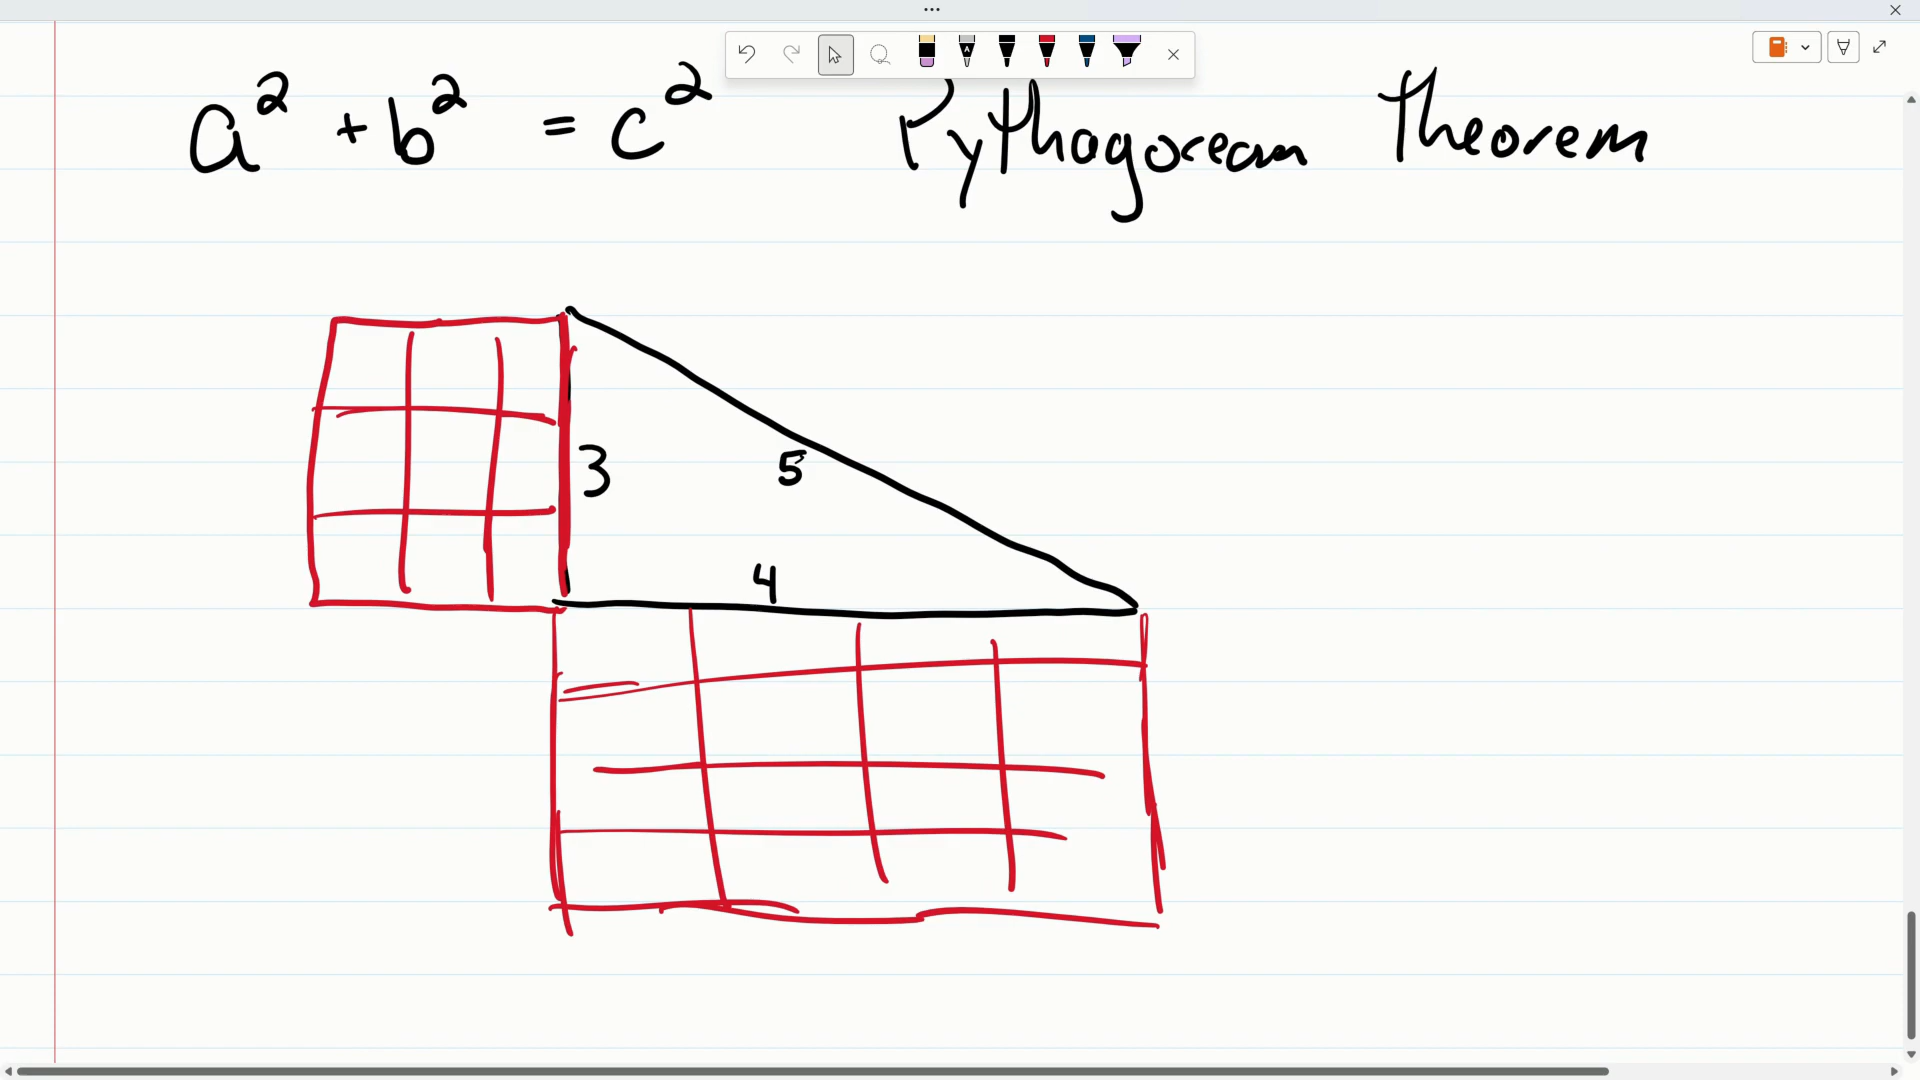 a² + b² = c² Pythagorean Theorem
3
5
4